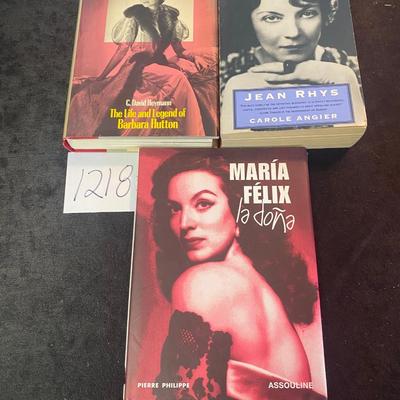 C. David Heymann
The Life and Legend of
Barbara Hutton
JEAN RHYS
CAROLE ANGIER
1218
MARÍA
FÉLIX
la doña
PIERRE PHILIPPE
ASSOULINE